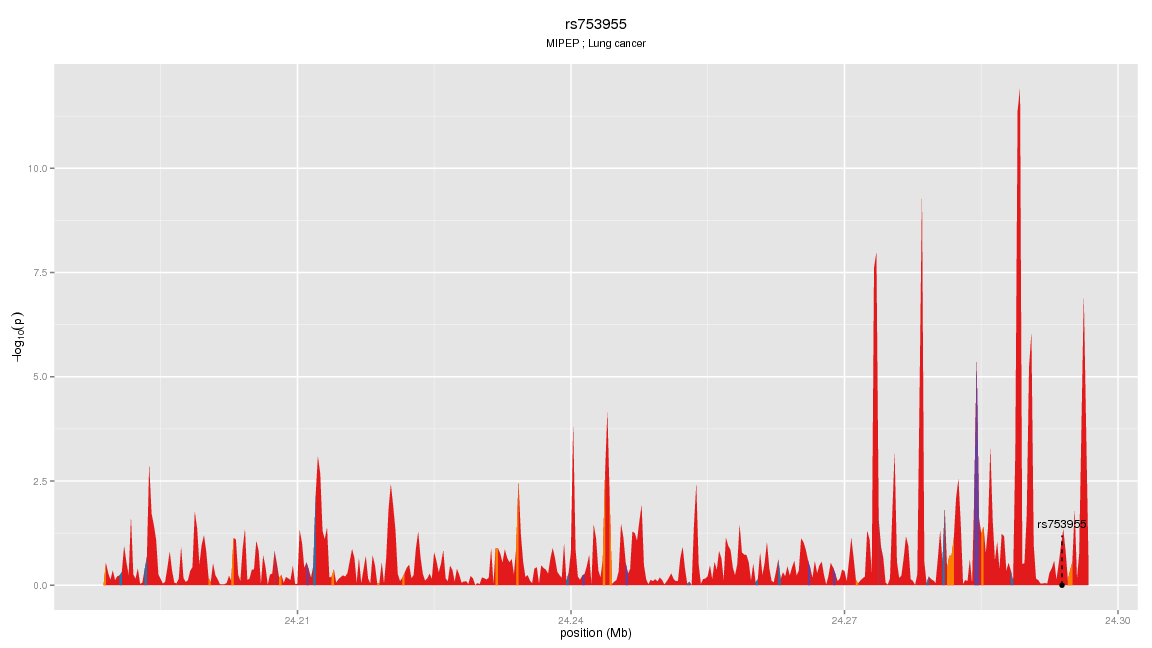 rs753955
MIPEP ; Lung cancer
10.0
7.5
5.0
2.5
0.0
−log10(p)
rs753955
24.21
24.24
24.27
24.30
position (Mb)